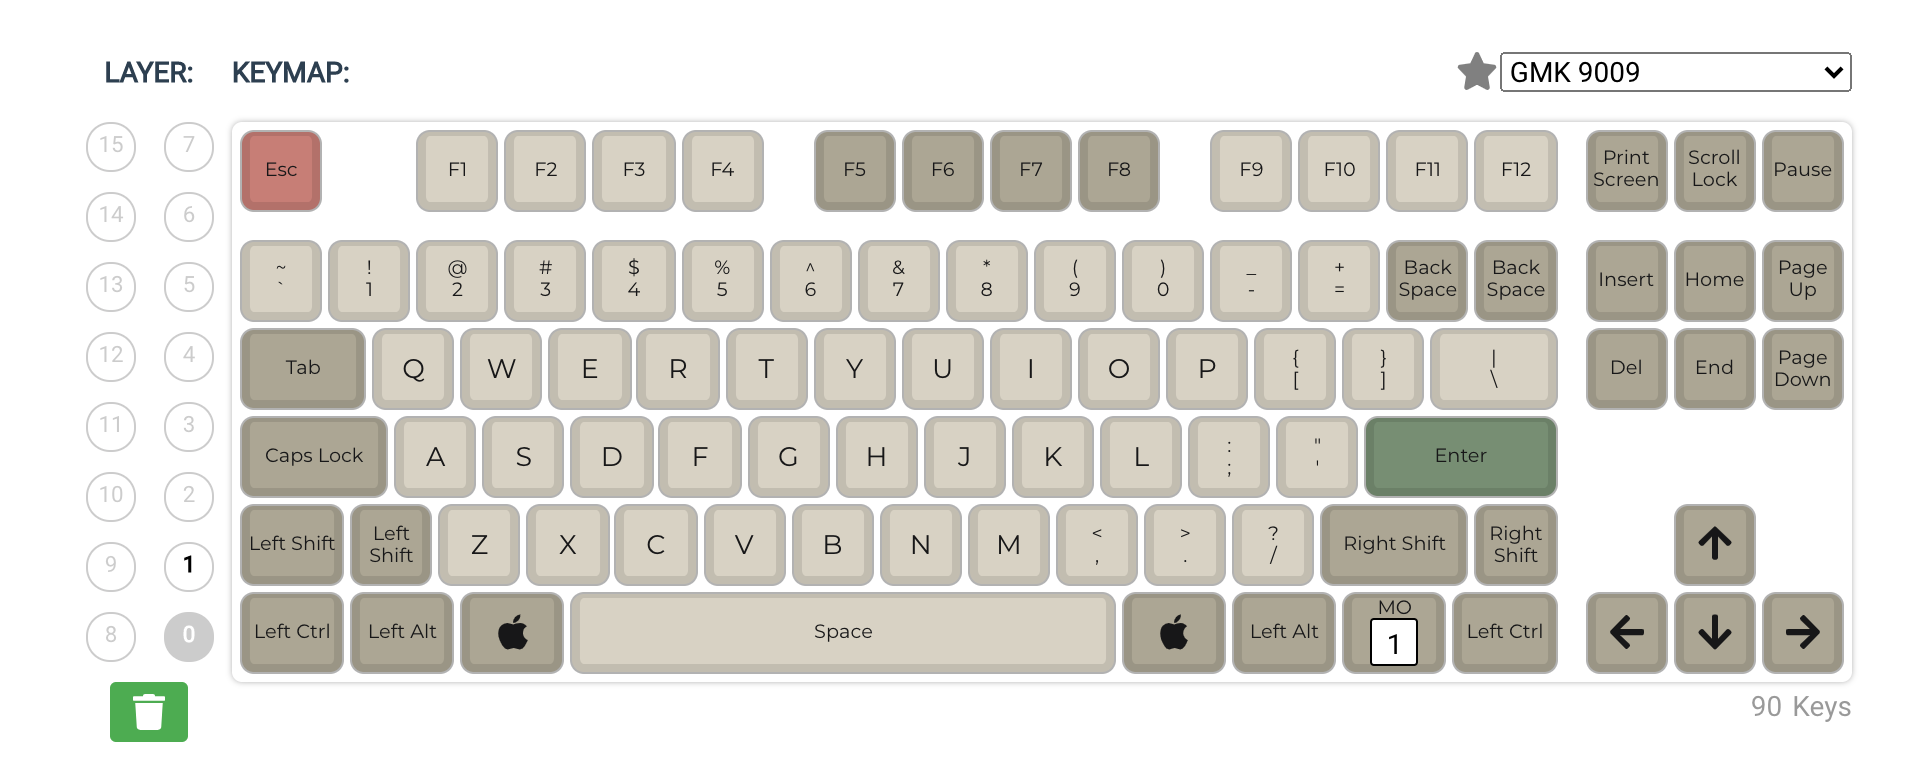 LAYER: KEYMAP: GMK 9009
15 7 Esc F1 F2 F3 F4 F5 F6 F7 F8 F9 F10 F11 F12 Print Screen Scroll Lock Pause
14 6
13 5 ~ ` ! 1 @ 2 # 3 $ 4 % 5 ^ 6 & 7 * 8 ( 9 ) 0 _ - + = Back Space Back Space Insert Home Page Up
12 4 Tab Q W E R T Y U I O P { [ } ] | \ Del End Page Down
11 3 Caps Lock A S D F G H J K L : ; " ' Enter
10 2
9 1 Left Shift Left Shift Z X C V B N M < , > . ? / Right Shift Right Shift ↑
8 0 Left Ctrl Left Alt Space Left Alt MO 1 Left Ctrl ← ↓ →
90 Keys